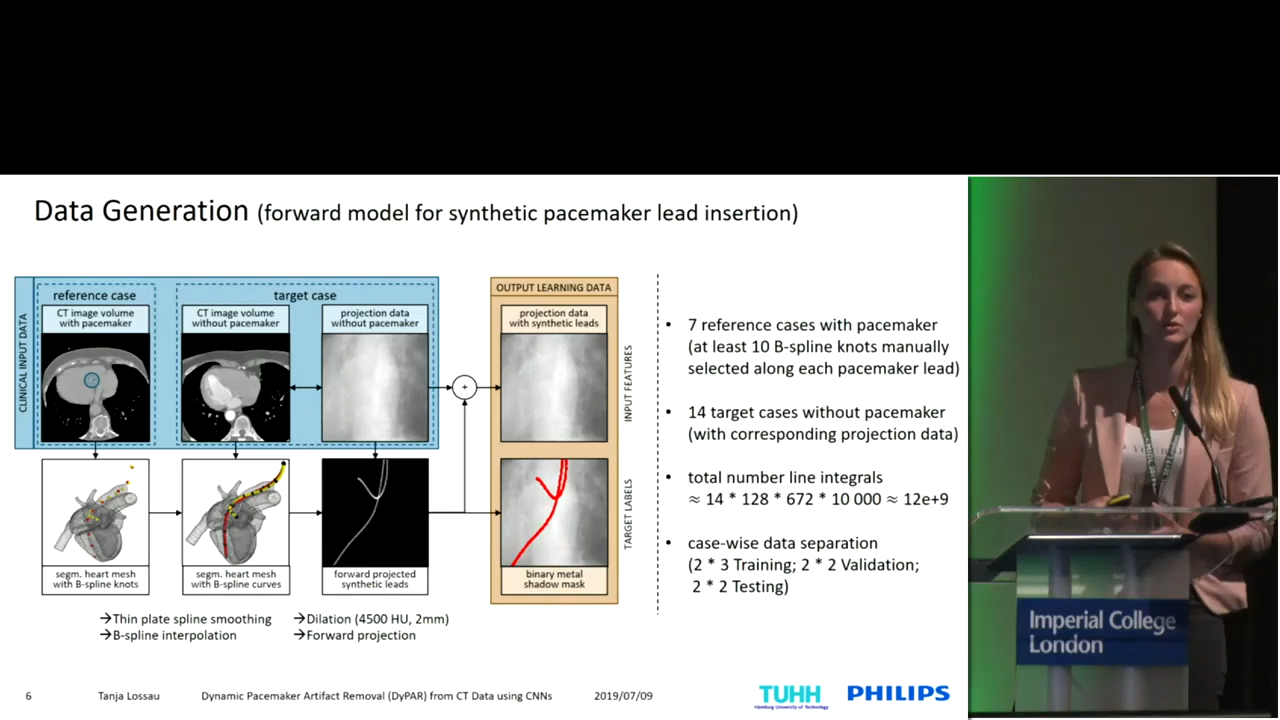 Data Generation (forward model for synthetic pacemaker lead insertion)
CLINICAL INPUT DATA
reference case
target case
CT image volume
with pacemaker
CT image volume
without pacemaker
projection data
without pacemaker
+
OUTPUT LEARNING DATA
projection data
with synthetic leads
INPUT FEATURES
segm. heart mesh
with B-spline knots
segm. heart mesh
with B-spline curves
forward projected
synthetic leads
binary metal
shadow mask
TARGET LABELS
→Thin plate spline smoothing
→B-spline interpolation
→Dilation (4500 HU, 2mm)
→Forward projection
• 7 reference cases with pacemaker
(at least 10 B-spline knots manually
selected along each pacemaker lead)
• 14 target cases without pacemaker
(with corresponding projection data)
• total number line integrals
≈ 14 * 128 * 672 * 10 000 ≈ 12e+9
• case-wise data separation
(2 * 3 Training; 2 * 2 Validation;
2 * 2 Testing)
6 Tanja Lossau Dynamic Pacemaker Artifact Removal (DyPAR) from CT Data using CNNs 2019/07/09
TUHH
Hamburg University of Technology
PHILIPS
Imperial College
London